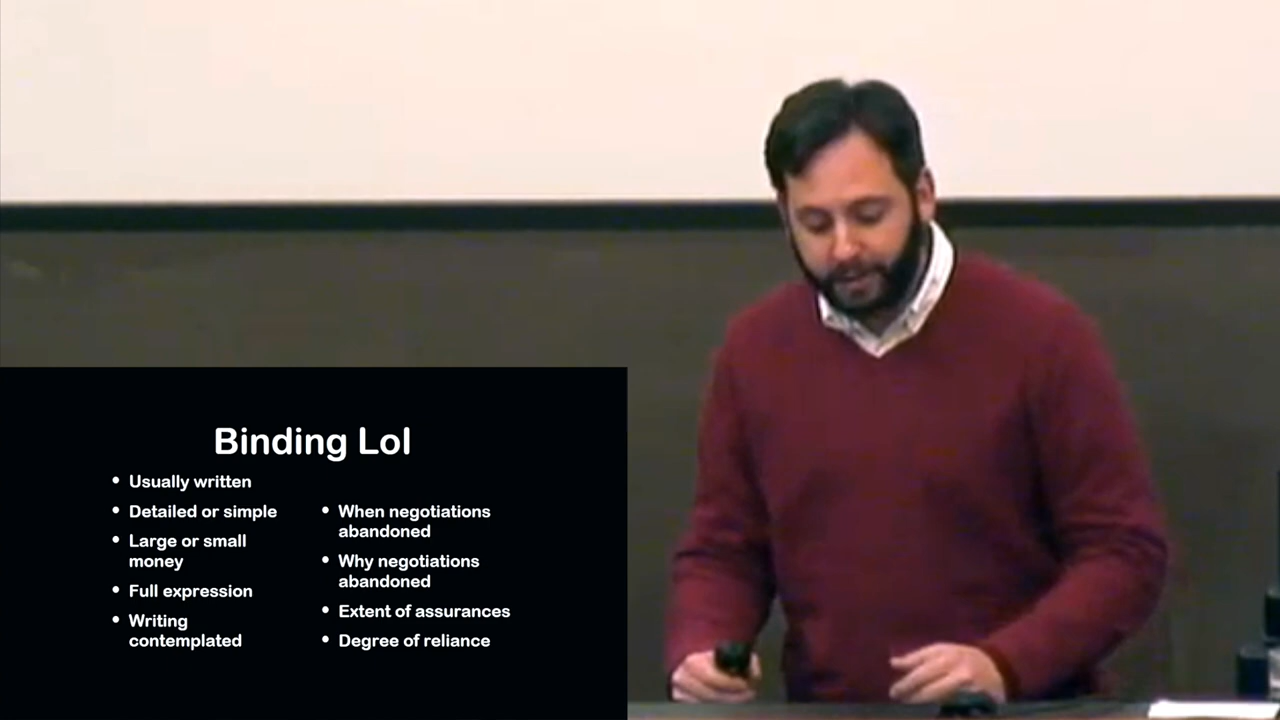 Binding LoI
Usually written
Detailed or simple
Large or small
money
Full expression
Writing
contemplated
When negotiations
abandoned
Why negotiations
abandoned
Extent of assurances
Degree of reliance